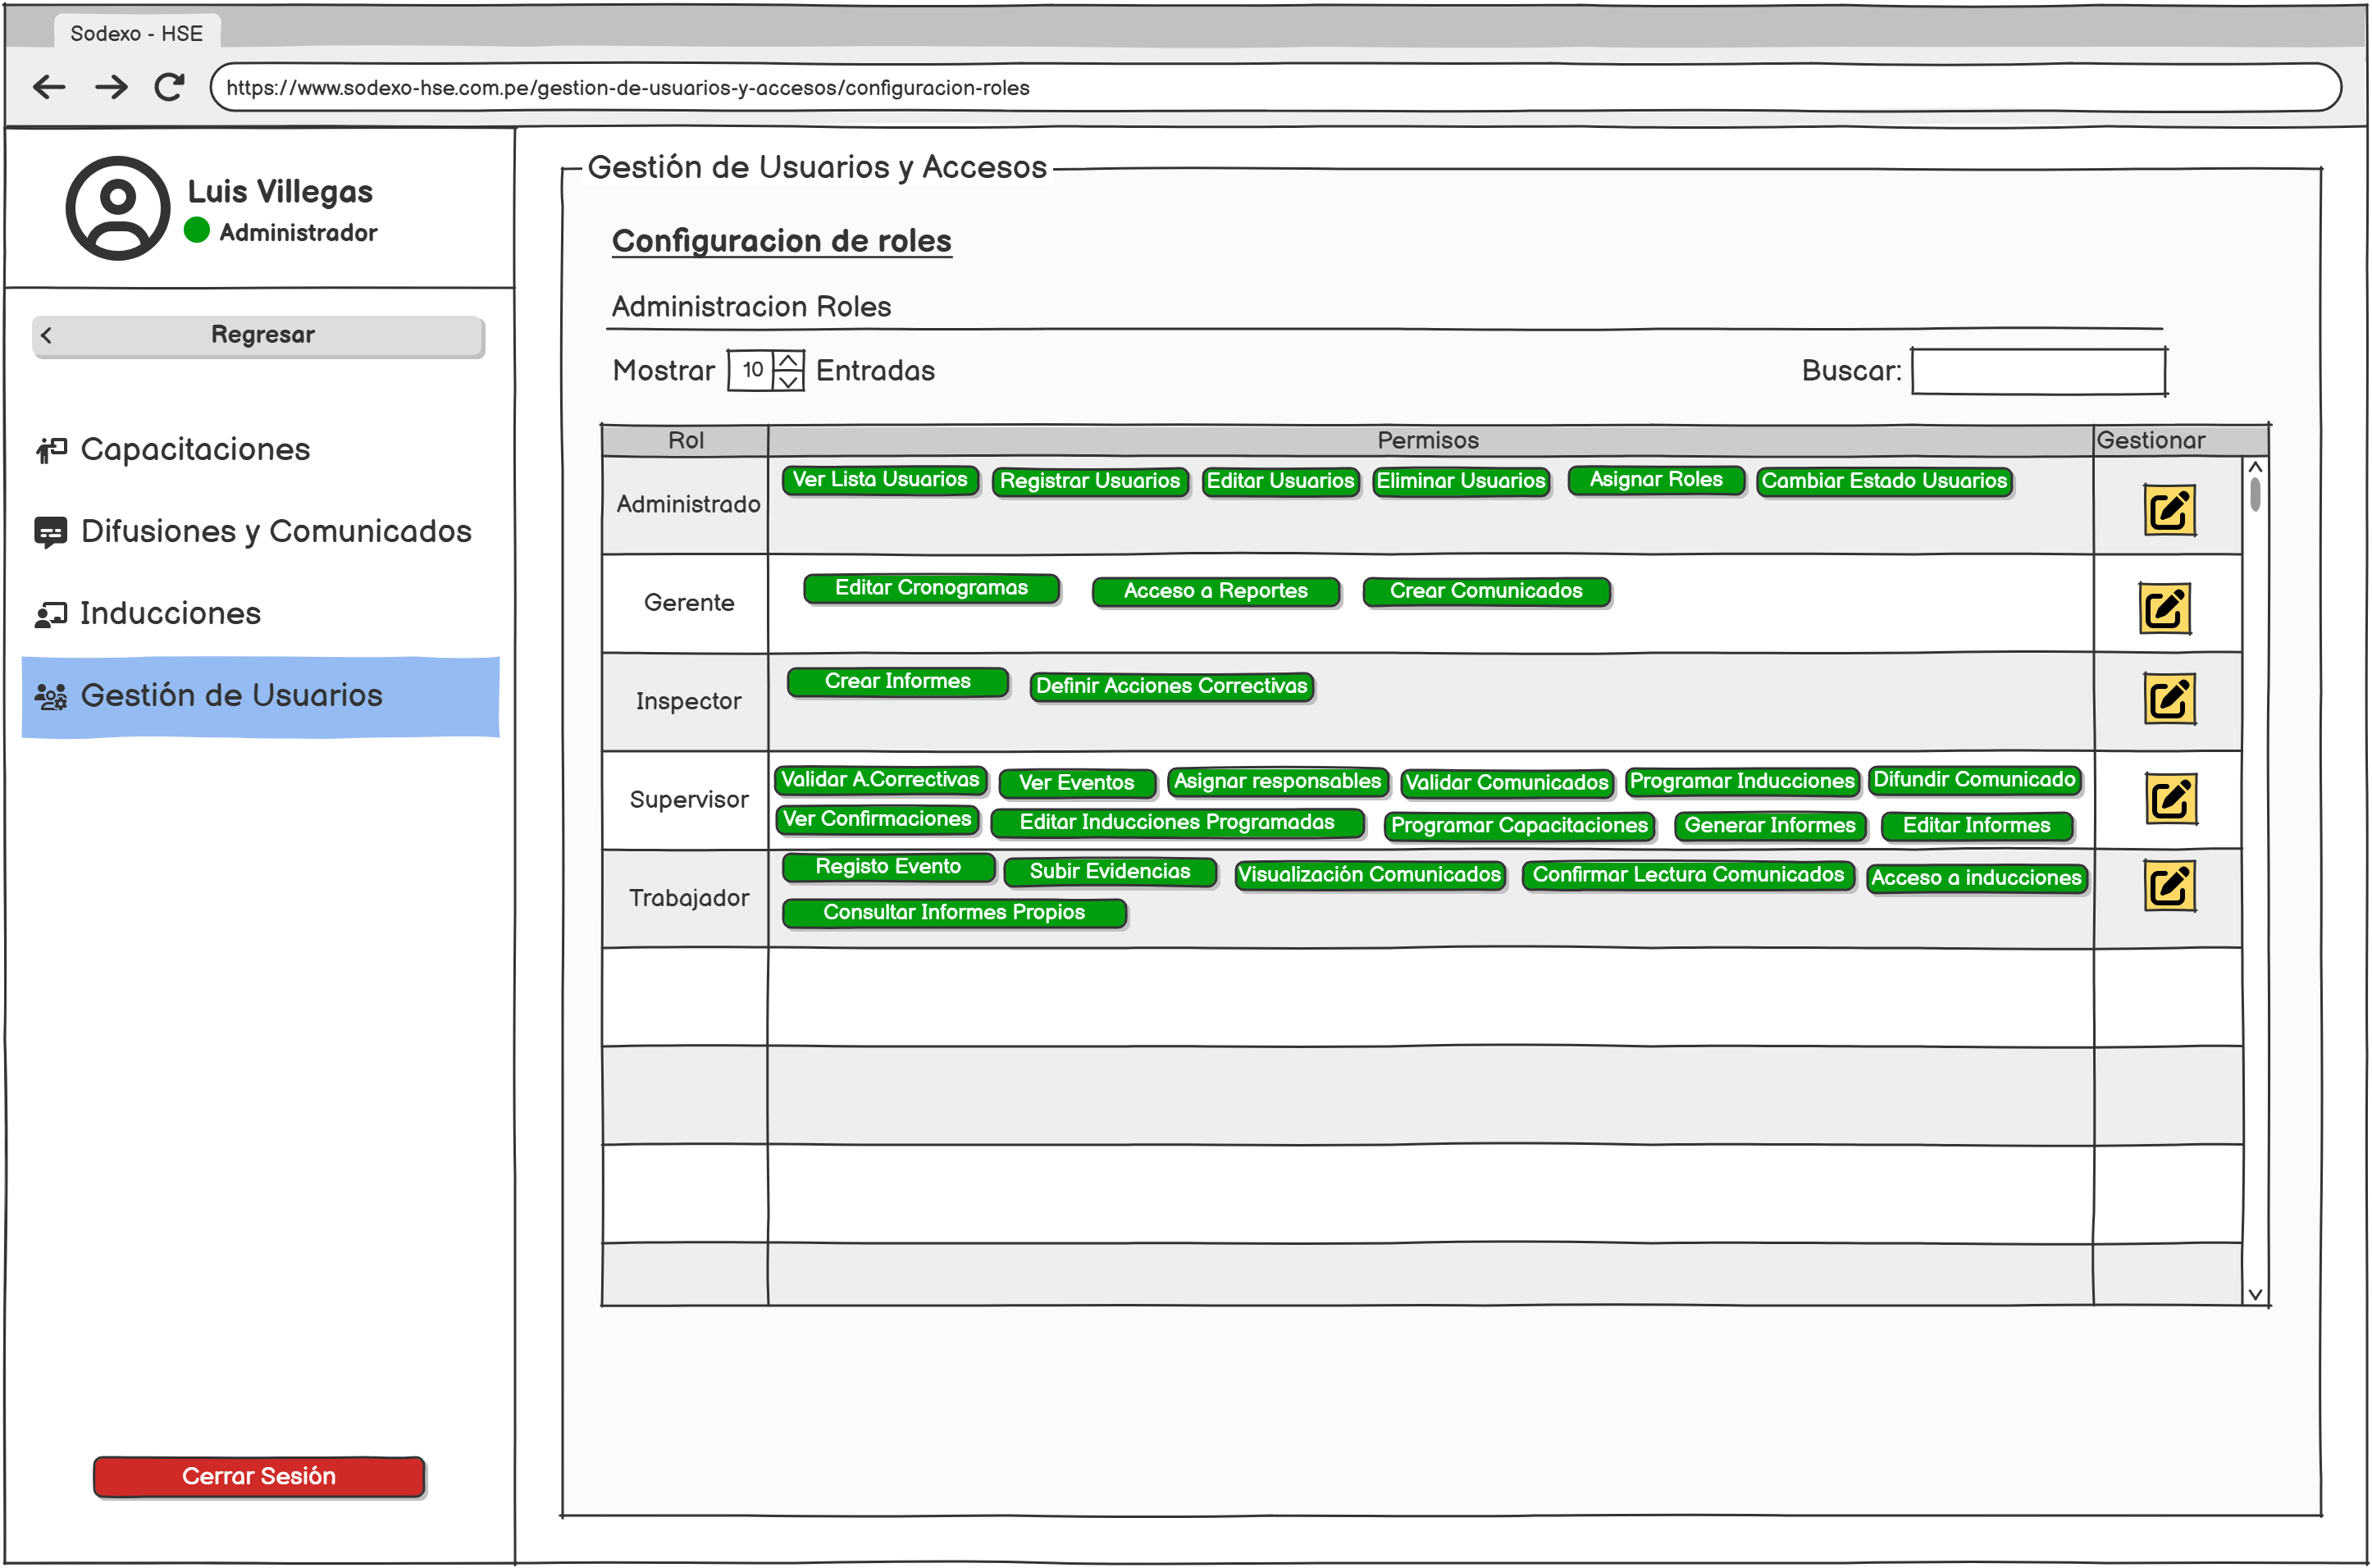 Sodexo - HSE
https://www.sodexo-hse.com.pe/gestion-de-usuarios-y-accesos/configuracion-roles
Luis Villegas
Administrador
Regresar
Capacitaciones
Difusiones y Comunicados
Inducciones
Gestión de Usuarios
Cerrar Sesión
Gestión de Usuarios y Accesos
Configuracion de roles
Administracion Roles
Mostrar 10 Entradas Buscar:
Rol Permisos Gestionar
Administrado Ver Lista Usuarios Registrar Usuarios Editar Usuarios Eliminar Usuarios Asignar Roles Cambiar Estado Usuarios
Gerente Editar Cronogramas Acceso a Reportes Crear Comunicados
Inspector Crear Informes Definir Acciones Correctivas
Supervisor Validar A.Correctivas Ver Eventos Asignar responsables Validar Comunicados Programar Inducciones Difundir Comunicado
Ver Confirmaciones Editar Inducciones Programadas Programar Capacitaciones Generar Informes Editar Informes
Trabajador Registo Evento Subir Evidencias Visualización Comunicados Confirmar Lectura Comunicados Acceso a inducciones
Consultar Informes Propios